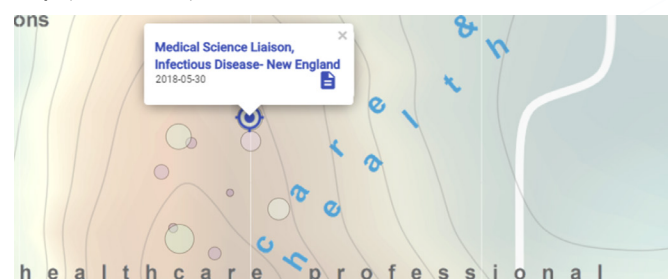 ons
Medical Science Liaison,
Infectious Disease- New England
2018-05-30
×
care &
health
healthcare professional